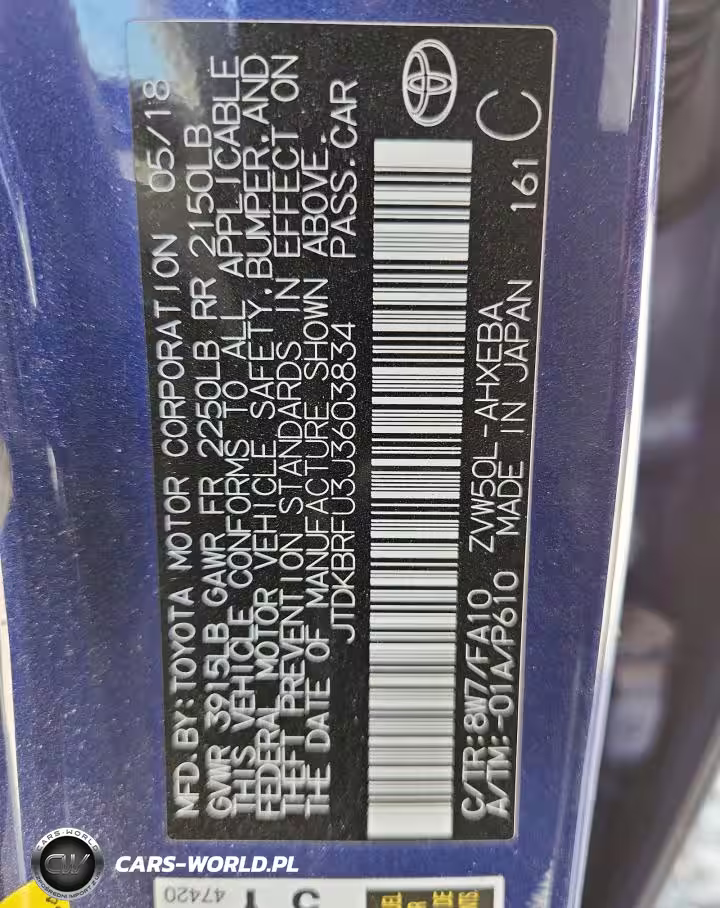 MFD.BY:TOYOTA MOTOR CORPORATION 05/18
GVWR 3915LB GAWR FR 2250LB RR 2150LB
THIS VEHICLE CONFORMS TO ALL APPLICABLE
FEDERAL MOTOR VEHICLE SAFETY,BUMPER,AND
THEFT PREVENTION STANDARDS IN EFFECT ON
THE DATE OF MANUFACTURE SHOWN ABOVE.
JTDKBRFU3J3603834 PASS.CAR
C/TR:8W7/FA10 ZVW50L-AHXEBA
A/TM:-01A/P610 MADE IN JAPAN 161 C
47420
CARS-WORLD
CW
CARS-WORLD.PL